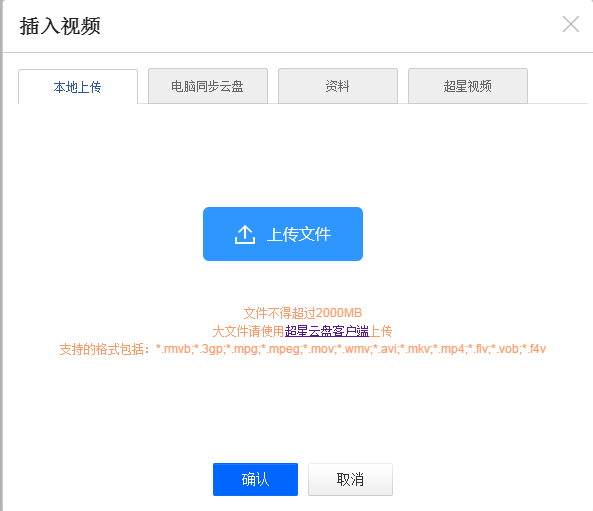 插入视频
本地上传 电脑同步云盘 资料 超星视频
上传文件
文件不得超过2000MB
大文件请使用超星云盘客户端上传
支持的格式包括：*.rmvb;*.3gp;*.mpg;*.mpeg;*.mov;*.wmv;*.avi;*.mkv;*.mp4;*.flv;*.vob;*.f4v
确认 取消